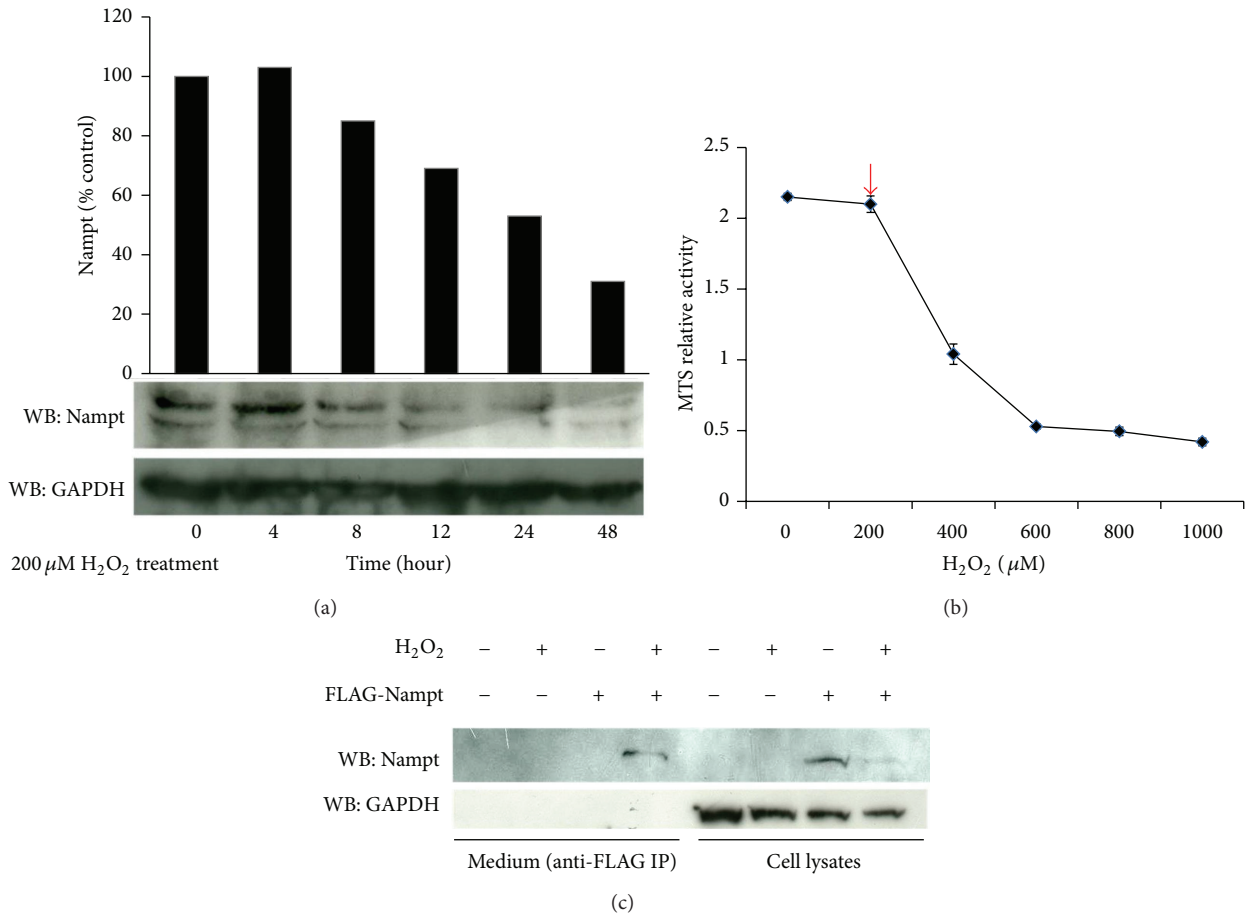 120
100
80
60
40
20
0
Nampt (% control)
WB: Nampt
WB: GAPDH
0 4 8 12 24 48
200 μM H₂O₂ treatment Time (hour)
(a)
2.5
2
1.5
1
0.5
0
MTS relative activity
0 200 400 600 800 1000
H₂O₂ (μM)
(b)
H₂O₂ − + − + − + − +
FLAG-Nampt − − + + − − + +
WB: Nampt
WB: GAPDH
Medium (anti-FLAG IP) Cell lysates
(c)